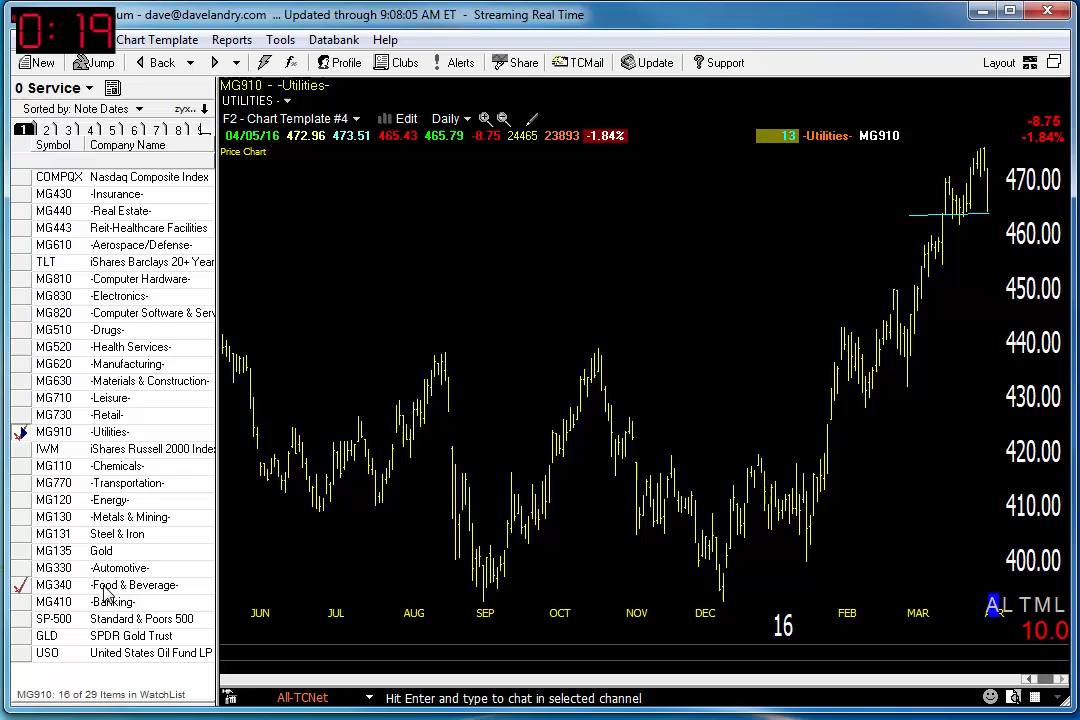 0:19
um - dave@davelandry.com ... Updated through 9:08:05 AM ET - Streaming Real Time
Chart Template Reports Tools Databank Help
New Jump Back Profile Clubs Alerts Share TCMail Update Support Layout
0 Service
Sorted by: Note Dates zyx..
1 2 3 4 5 6 7 8
Symbol Company Name
COMPQX Nasdaq Composite Index
MG430 -Insurance-
MG440 -Real Estate-
MG443 Reit-Healthcare Facilities
MG610 -Aerospace/Defense-
TLT iShares Barclays 20+ Year
MG810 -Computer Hardware-
MG830 -Electronics-
MG820 -Computer Software & Serv
MG510 -Drugs-
MG520 -Health Services-
MG620 -Manufacturing-
MG630 -Materials & Construction-
MG710 -Leisure-
MG730 -Retail-
MG910 -Utilities-
IWM iShares Russell 2000 Inde
MG110 -Chemicals-
MG770 -Transportation-
MG120 -Energy-
MG130 -Metals & Mining-
MG131 Steel & Iron
MG135 Gold
MG330 -Automotive-
MG340 -Food & Beverage-
MG410 -Banking-
SP-500 Standard & Poors 500
GLD SPDR Gold Trust
USO United States Oil Fund LP
MG910: 16 of 29 Items in WatchList
MG910 - -Utilities-
UTILITIES -
F2 - Chart Template #4 Edit Daily
04/05/16 472.96 473.51 465.43 465.79 -8.75 24465 23893 -1.84% 13 -Utilities- MG910
-8.75
-1.84%
Price Chart
470.00
460.00
450.00
440.00
430.00
420.00
410.00
400.00
JUN JUL AUG SEP OCT NOV DEC 16 FEB MAR
A L T M L
10.0
All-TCNet Hit Enter and type to chat in selected channel